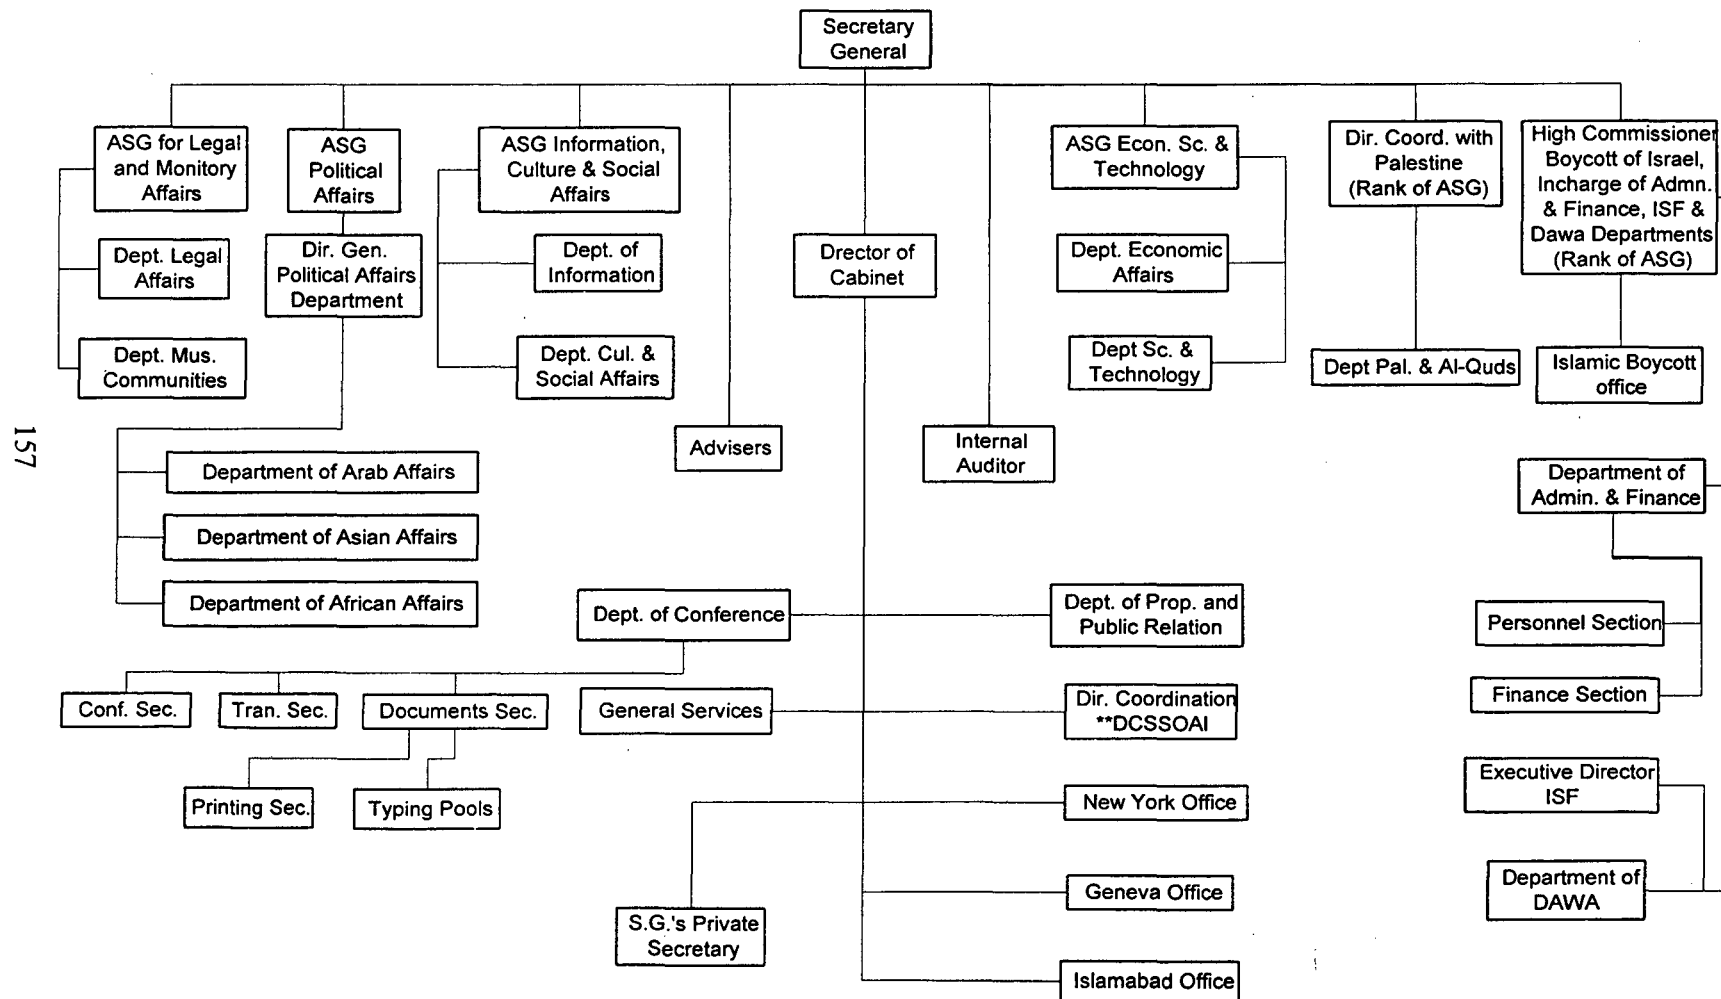 Secretary
General
ASG for Legal
and Monitory
Affairs
ASG
Political
Affairs
ASG Information,
Culture & Social
Affairs
ASG Econ. Sc. &
Technology
Dir. Coord. with
Palestine
(Rank of ASG)
High Commissioner
Boycott of Israel,
Incharge of Admn.
& Finance, ISF &
Dawa Departments
(Rank of ASG)
Dept. Legal
Affairs
Dir. Gen.
Political Affairs
Department
Dept. of
Information
Drector of
Cabinet
Dept. Economic
Affairs
Dept. Mus.
Communities
Dept. Cul. &
Social Affairs
Dept Sc. &
Technology
Dept Pal. & Al-Quds
Islamic Boycott
office
Advisers
Internal
Auditor
157
Department of Arab Affairs
Department of Asian Affairs
Department of African Affairs
Department of
Admin. & Finance
Dept. of Conference
Dept. of Prop. and
Public Relation
Personnel Section
Conf. Sec.
Tran. Sec.
Documents Sec.
General Services
Dir. Coordination
**DCSSOAI
Finance Section
Printing Sec.
Typing Pools
New York Office
Executive Director
ISF
S.G.'s Private
Secretary
Geneva Office
Department of
DAWA
Islamabad Office